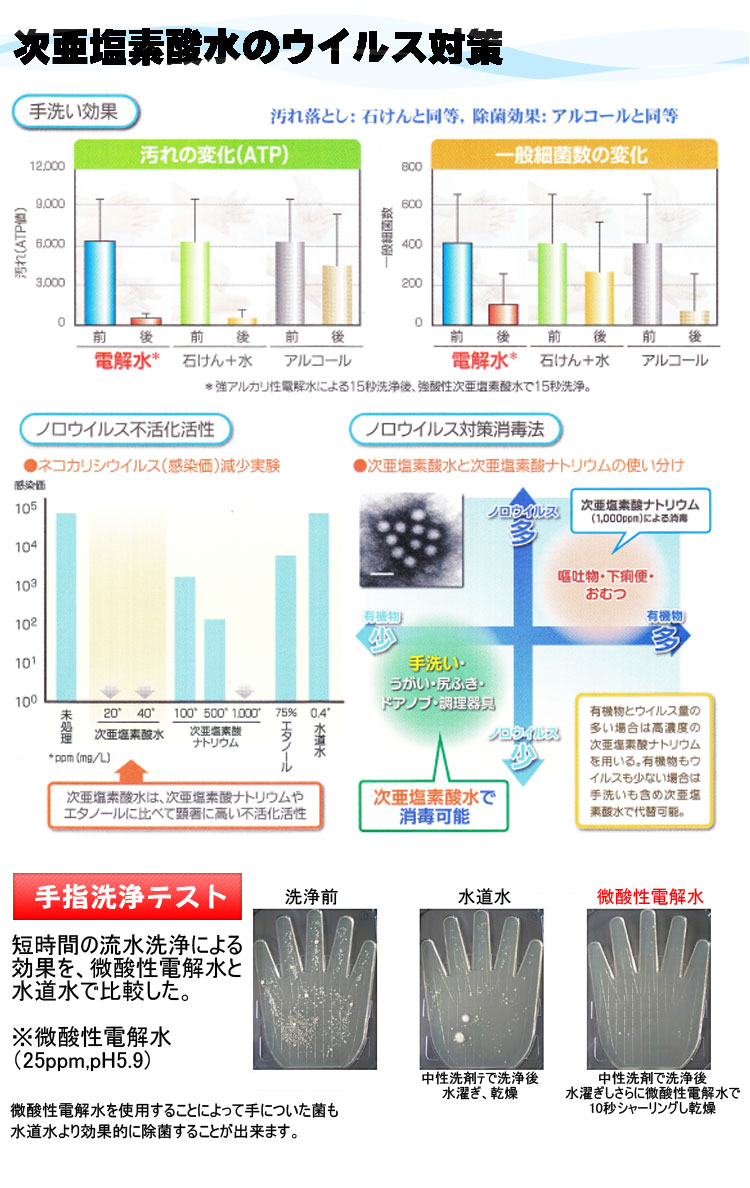 次亜塩素酸水のウイルス対策
手洗い効果
汚れ落とし：石けんと同等，除菌効果：アルコールと同等
汚れの変化(ATP)
12,000
9,000
6,000
3,000
0
汚れ(ATP値)
前 後 前 後 前 後
電解水* 石けん＋水 アルコール
一般細菌数の変化
800
600
400
200
0
一般細菌数
前 後 前 後 前 後
電解水* 石けん＋水 アルコール
＊強アルカリ性電解水による15秒洗浄後、強酸性次亜塩素酸水で15秒洗浄。
ノロウイルス不活化活性
●ネコカリシウイルス(感染価)減少実験
感染価
10⁵
10⁴
10³
10²
10¹
10⁰
未処理
20* 40*
次亜塩素酸水
100* 500* 1,000*
次亜塩素酸
ナトリウム
75%
エタノール
0.4*
水道水
*ppm(mg/L)
次亜塩素酸水は、次亜塩素酸ナトリウムや
エタノールに比べて顕著に高い不活化活性
ノロウイルス対策消毒法
●次亜塩素酸水と次亜塩素酸ナトリウムの使い分け
ノロウイルス
多
次亜塩素酸ナトリウム
(1,000ppm)による消毒
嘔吐物・下痢便・
おむつ
有機物
少
有機物
多
手洗い・
うがい・尻ふき・
ドアノブ・調理器具
ノロウイルス
少
次亜塩素酸水で
消毒可能
有機物とウイルス量の
多い場合は高濃度の
次亜塩素酸ナトリウム
を用いる。有機物もウ
イルスも少ない場合は
手洗いも含め次亜塩
素酸水で代替可能。
手指洗浄テスト
短時間の流水洗浄による
効果を、微酸性電解水と
水道水で比較した。
※微酸性電解水
(25ppm,pH5.9)
洗浄前
水道水
中性洗剤ﾃで洗浄後
水濯ぎ、乾燥
微酸性電解水
中性洗剤で洗浄後
水濯ぎしさらに微酸性電解水で
10秒シャーリングし乾燥
微酸性電解水を使用することによって手についた菌も
水道水より効果的に除菌することが出来ます。